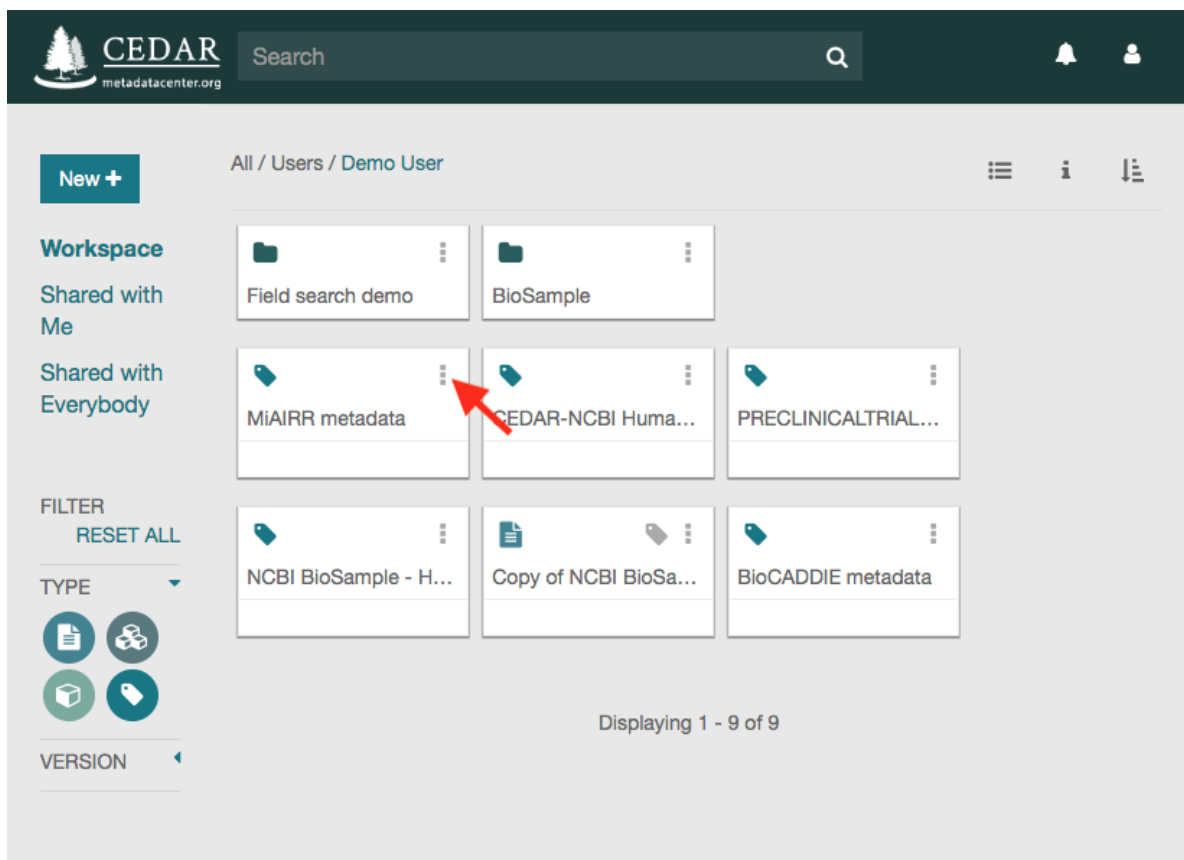 CEDAR
metadatacenter.org
Search
New
All / Users / Demo User
Workspace
Shared with
Me
Shared with
Everybody
Field search demo
BioSample
MiAIRR metadata
CEDAR-NCBI Huma...
PRECLINICALTRIAL...
NCBI BioSample - H...
Copy of NCBI BioSa...
BioCADDIE metadata
FILTER
RESET ALL
TYPE
VERSION
Displaying 1 - 9 of 9